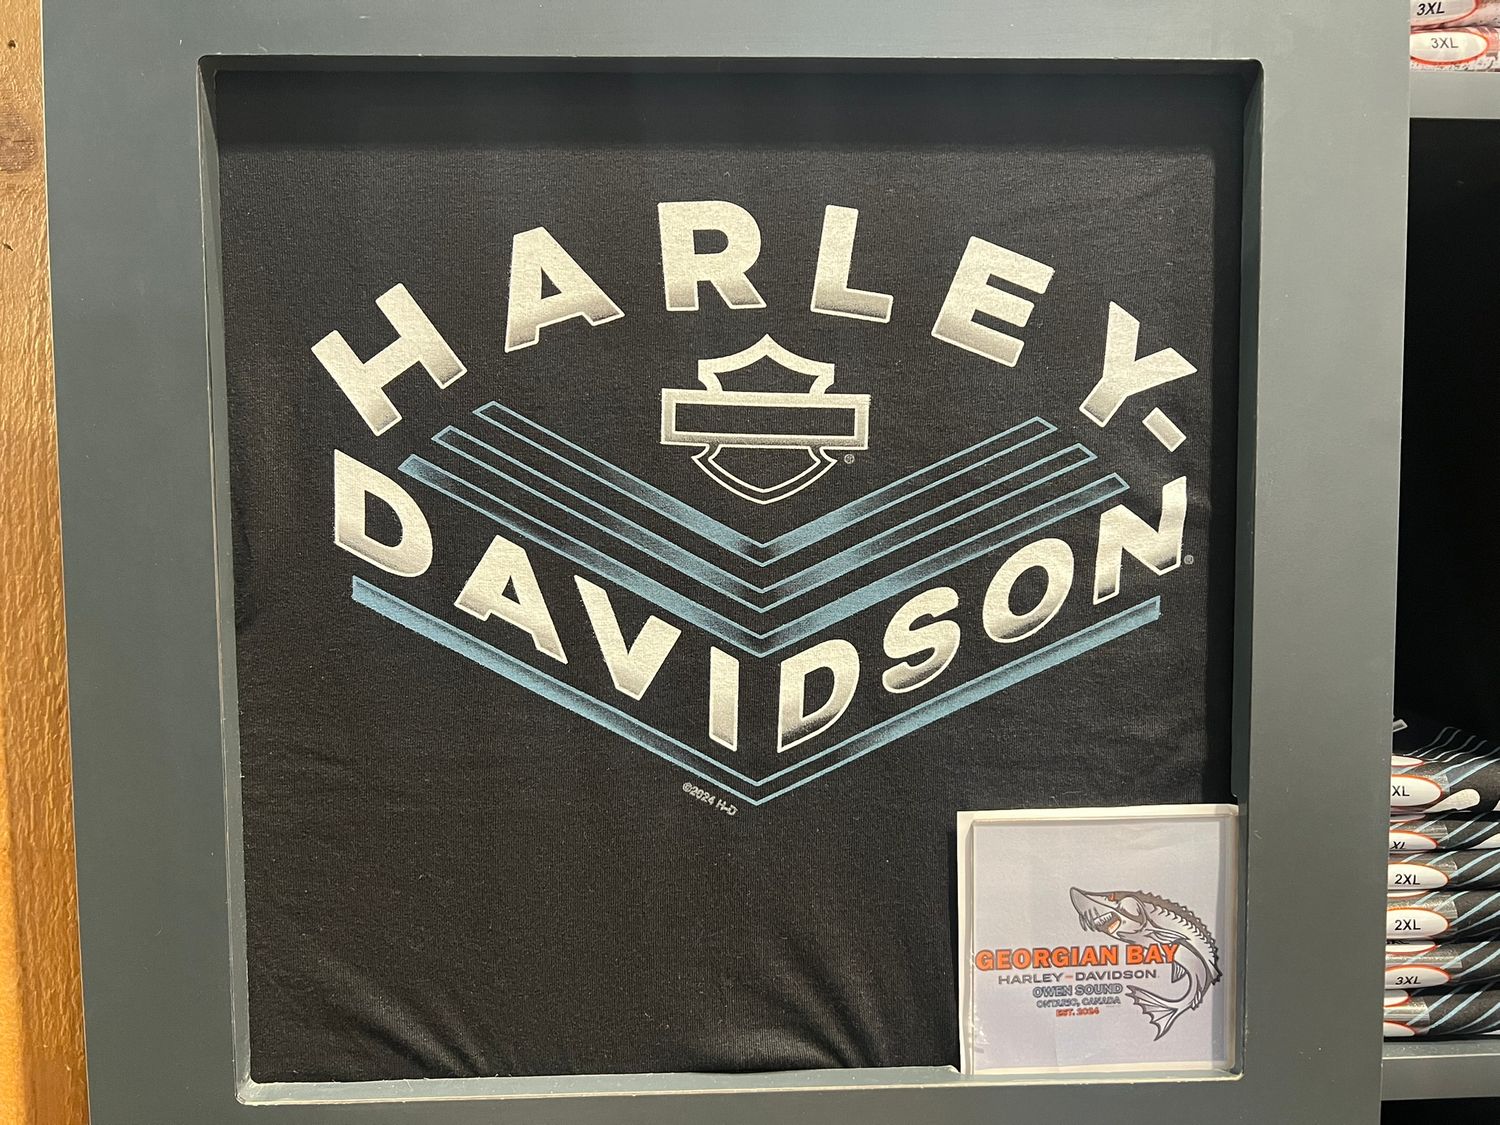 HARLEY-
DAVIDSON
®
®
©2024 H-D
GEORGIAN BAY
HARLEY-DAVIDSON
OWEN SOUND
ONTARIO, CANADA
EST. 2024
3XL
3XL
XL
XL
2XL
2XL
3XL